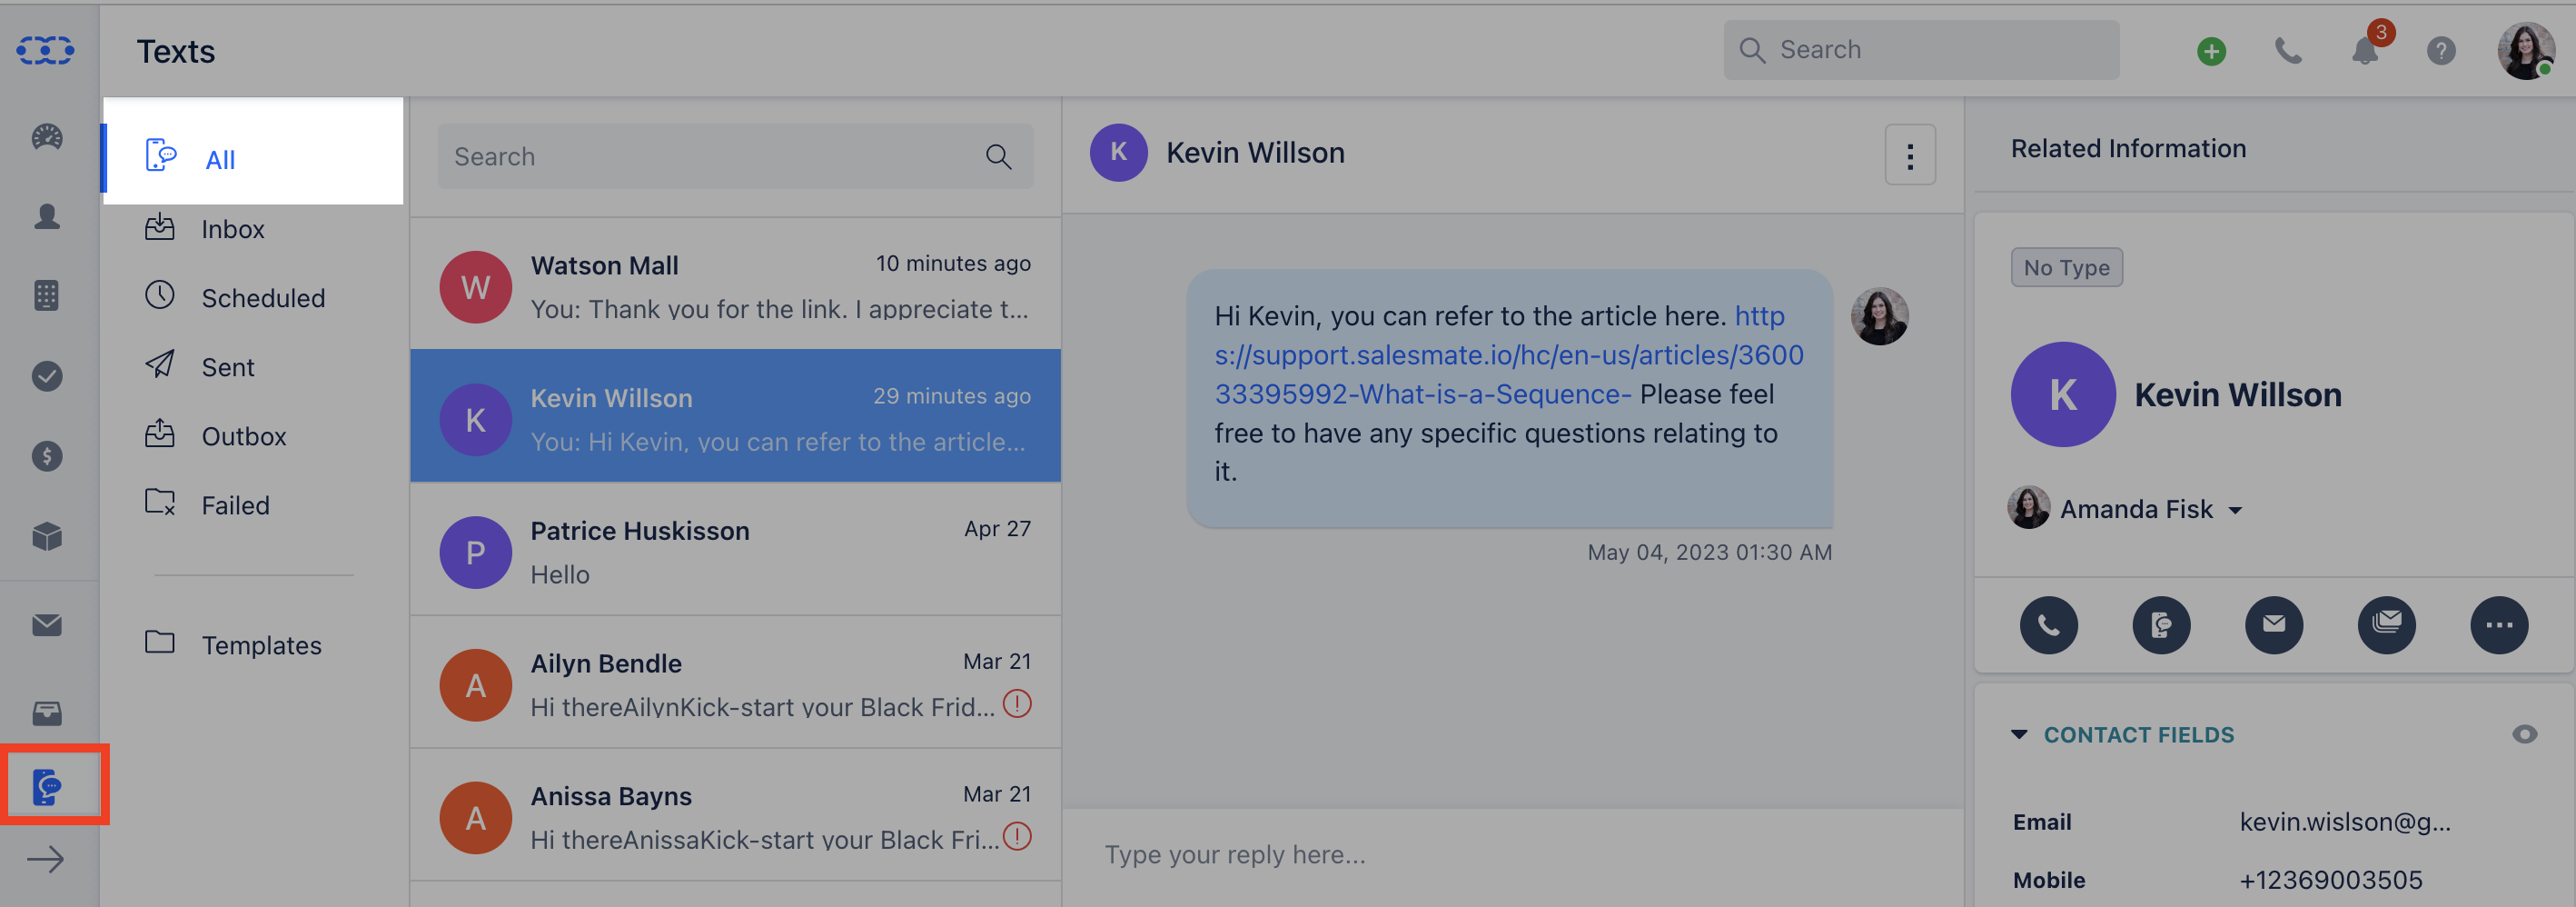 Texts
Search
3
?
All
Inbox
Scheduled
Sent
Outbox
Failed
Templates
Search
W
Watson Mall
10 minutes ago
You: Thank you for the link. I appreciate t...
K
Kevin Willson
29 minutes ago
You: Hi Kevin, you can refer to the article...
P
Patrice Huskisson
Apr 27
Hello
A
Ailyn Bendle
Mar 21
Hi thereAilynKick-start your Black Frid...
A
Anissa Bayns
Mar 21
Hi thereAnissaKick-start your Black Fri...
K
Kevin Willson
Hi Kevin, you can refer to the article here. http
s://support.salesmate.io/hc/en-us/articles/3600
33395992-What-is-a-Sequence- Please feel
free to have any specific questions relating to
it.
May 04, 2023 01:30 AM
Type your reply here...
Related Information
No Type
K
Kevin Willson
Amanda Fisk
CONTACT FIELDS
Email
kevin.wislson@g...
Mobile
+12369003505